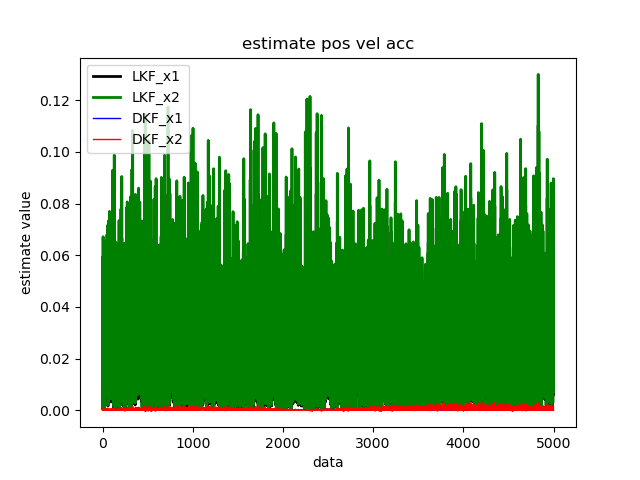 estimate pos vel acc
LKF_x1
LKF_x2
DKF_x1
DKF_x2
estimate value
0.12
0.10
0.08
0.06
0.04
0.02
0.00
0 1000 2000 3000 4000 5000
data